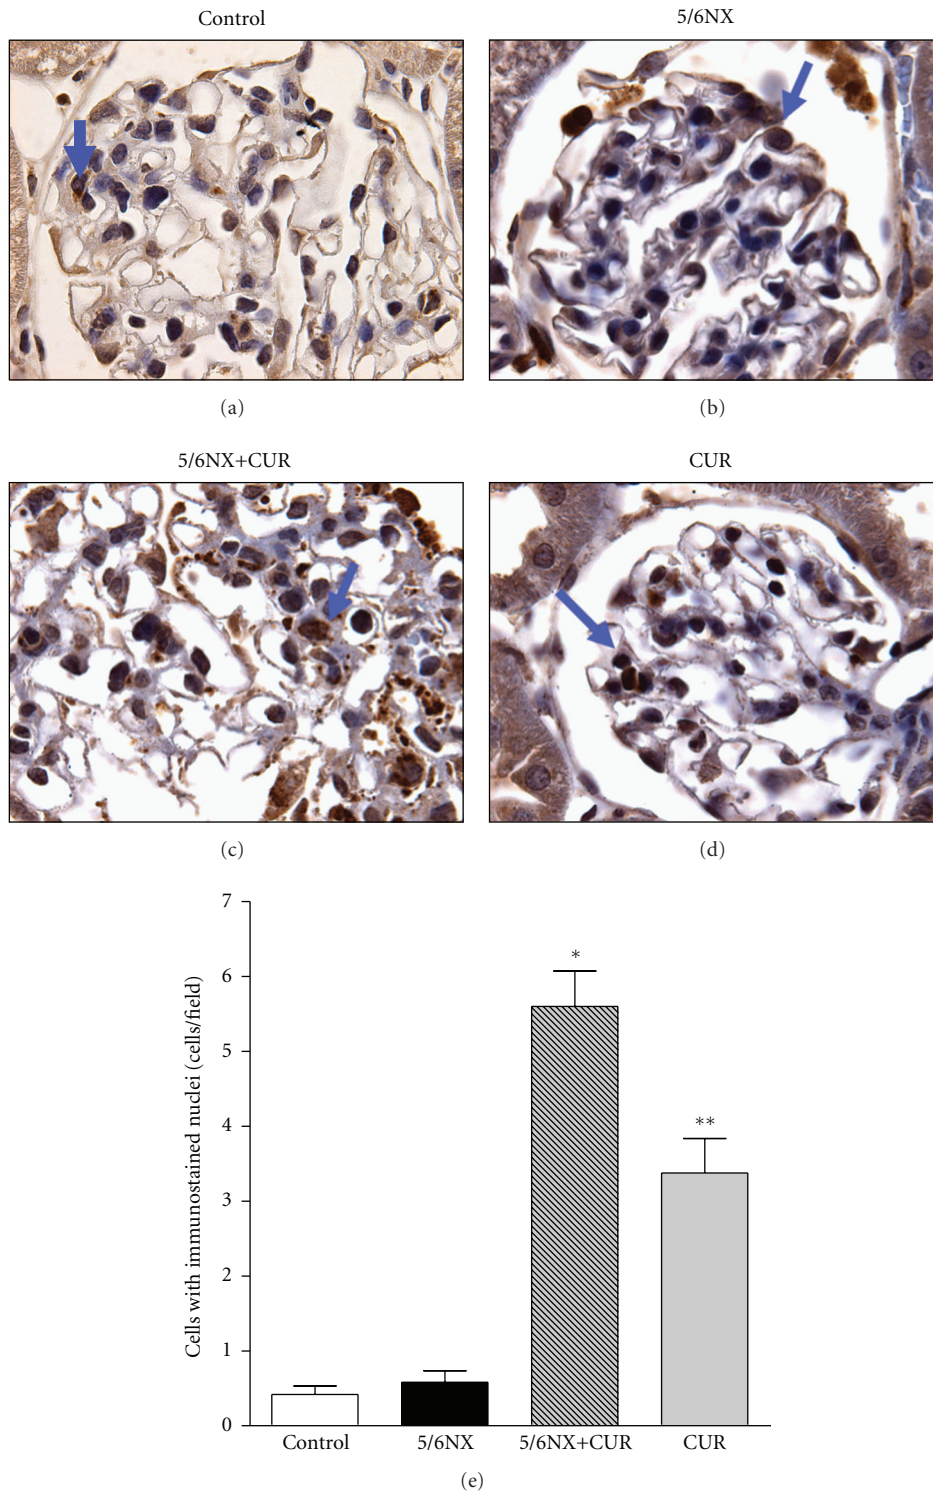 Control
5/6NX
(a)
(b)
5/6NX+CUR
CUR
(c)
(d)
Cells with immunostained nuclei (cells/field)
7
6
5
4
3
2
1
0
*
**
Control
5/6NX
5/6NX+CUR
CUR
(e)